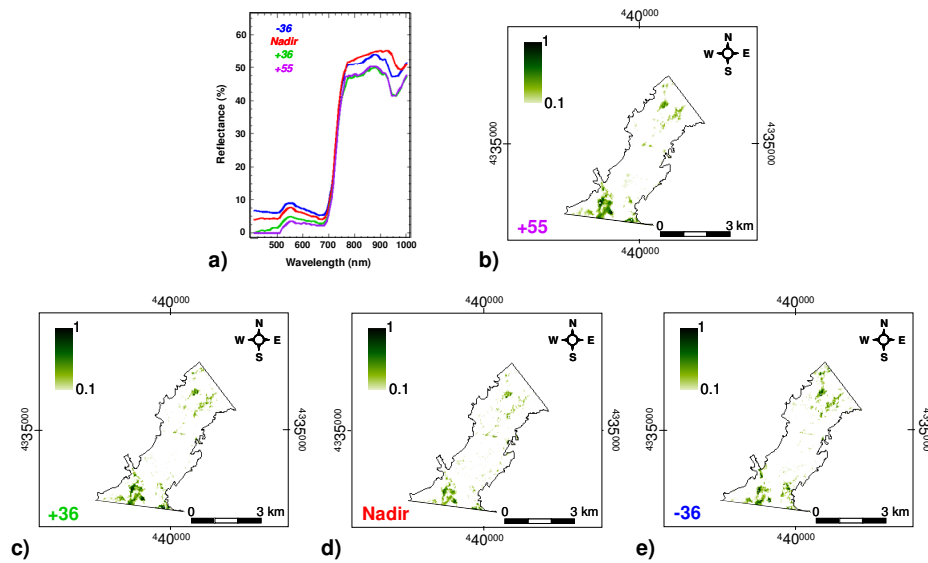 -36
Nadir
+36
+55
60
50
40
30
20
10
0
Reflectance (%)
500 600 700 800 900 1000
Wavelength (nm)
a)
440000
1
0.1
N
W E
S
4335000
4335000
+55
0 3 km
440000
b)
440000
1
0.1
N
W E
S
4335000
4335000
+36
0 3 km
440000
c)
440000
1
0.1
N
W E
S
4335000
4335000
Nadir
0 3 km
440000
d)
440000
1
0.1
N
W E
S
4335000
4335000
-36
0 3 km
440000
e)